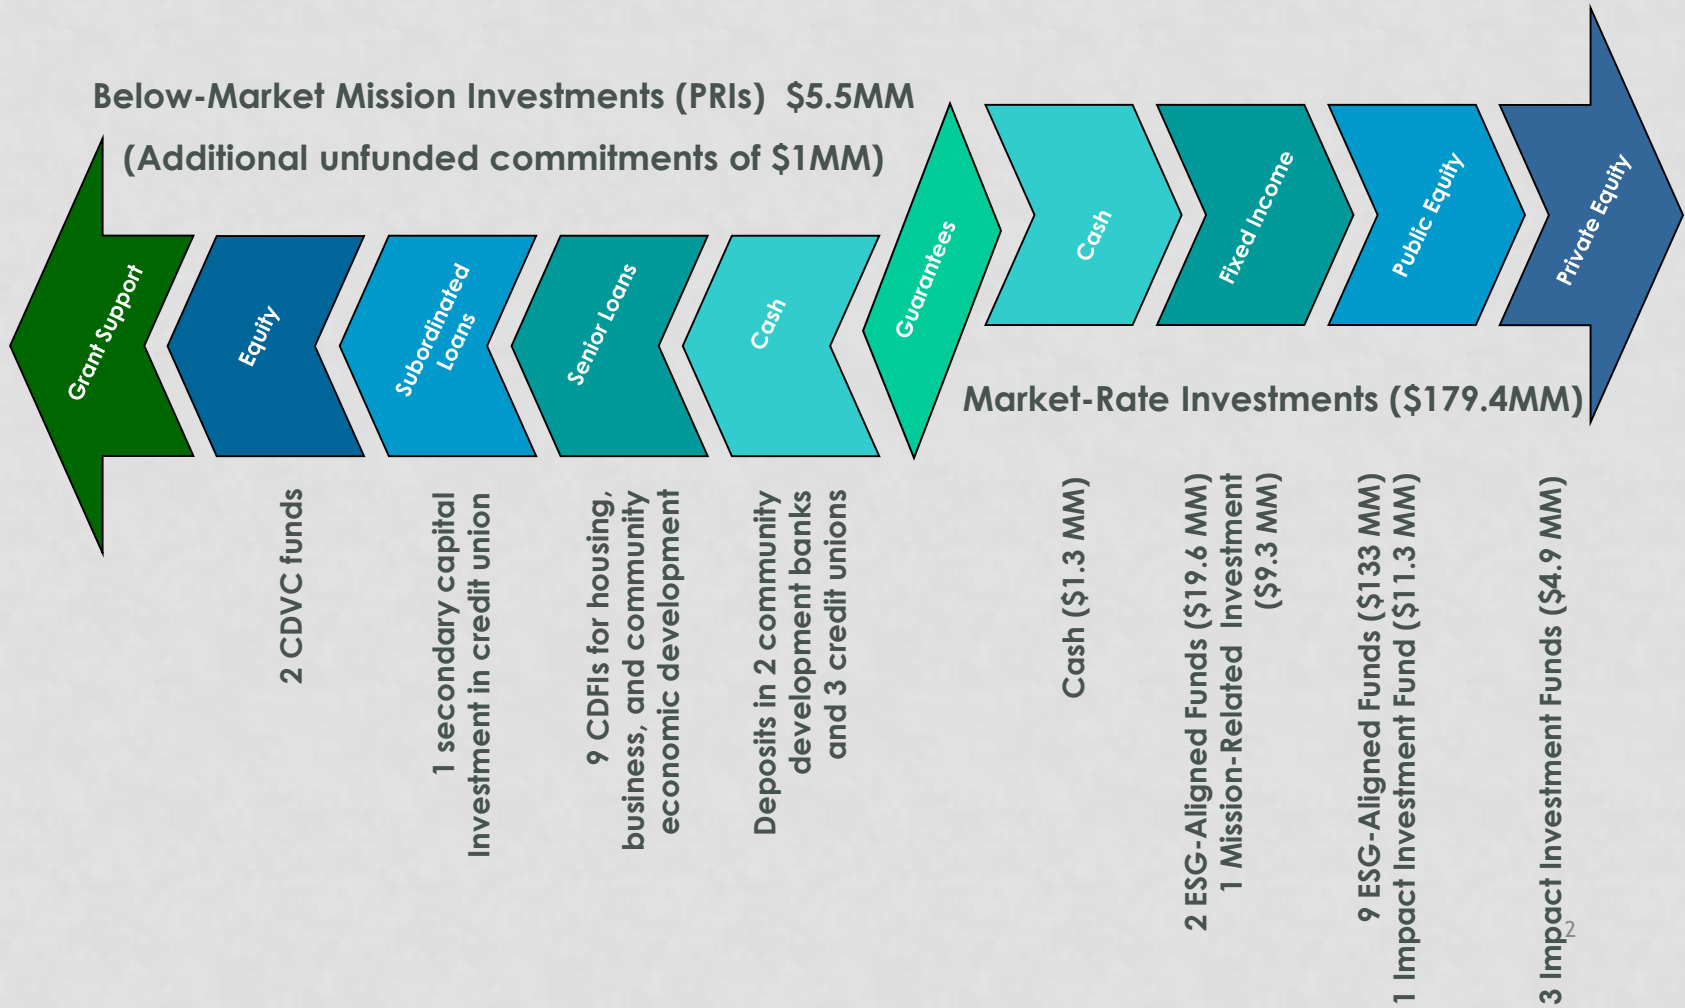 Below-Market Mission Investments (PRIs)  $5.5MM
(Additional unfunded commitments of $1MM)
Grant Support
Equity
Subordinated
Loans
Senior Loans
Cash
Guarantees
Cash
Fixed Income
Public Equity
Private Equity
Market-Rate Investments ($179.4MM)
2 CDVC funds
1 secondary capital
Investment in credit union
9 CDFIs for housing,
business, and community
economic development
Deposits in 2 community
development banks
and 3 credit unions
Cash ($1.3 MM)
2 ESG-Aligned Funds ($19.6 MM)
1 Mission-Related  Investment
($9.3 MM)
9 ESG-Aligned Funds ($133 MM)
1 Impact Investment Fund ($11.3 MM)
3 Impact Investment Funds ($4.9 MM)
2